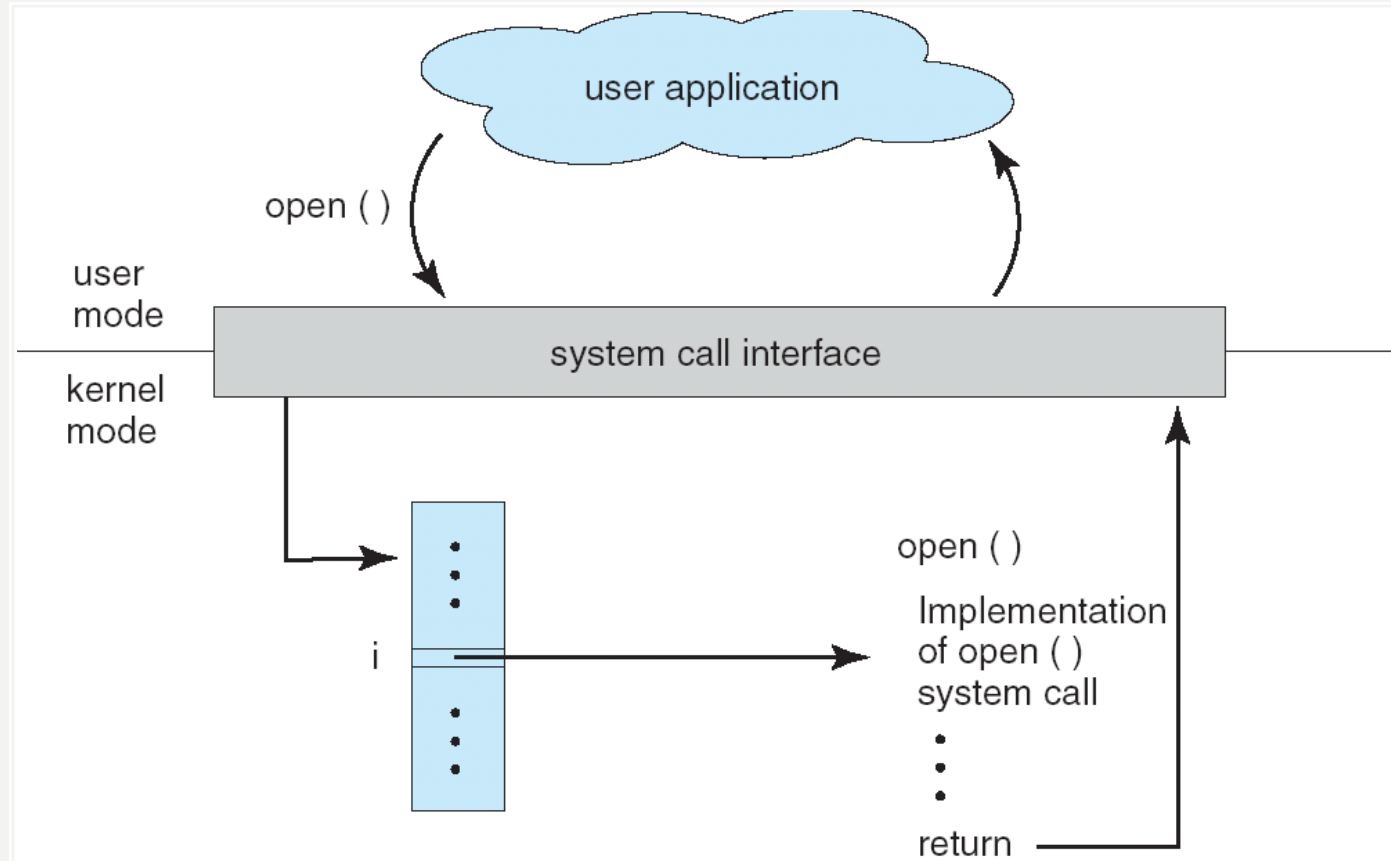 user application
open ( )
user
mode
system call interface
kernel
mode
open ( )
Implementation
of open ( )
system call
i
return